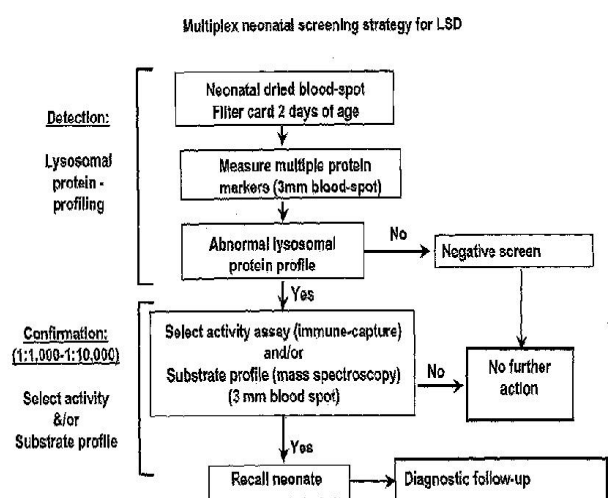 Multiplex neonatal screening strategy for LSD
Neonatal dried blood-spot
Filter card 2 days of age
Detection:
Lysosomal
protein -
profiling
Measure multiple protein
markers (3mm blood-spot)
Abnormal lysosomal
protein profile
No
Negative screen
Yes
Confirmation:
(1:1,000-1:10,000)
Select activity
&/or
Substrate profile
Select activity assay (immune-capture)
and/or
Substrate profile (mass spectroscopy)
(3 mm blood spot)
No
No further
action
Yes
Recall neonate
Diagnostic follow-up